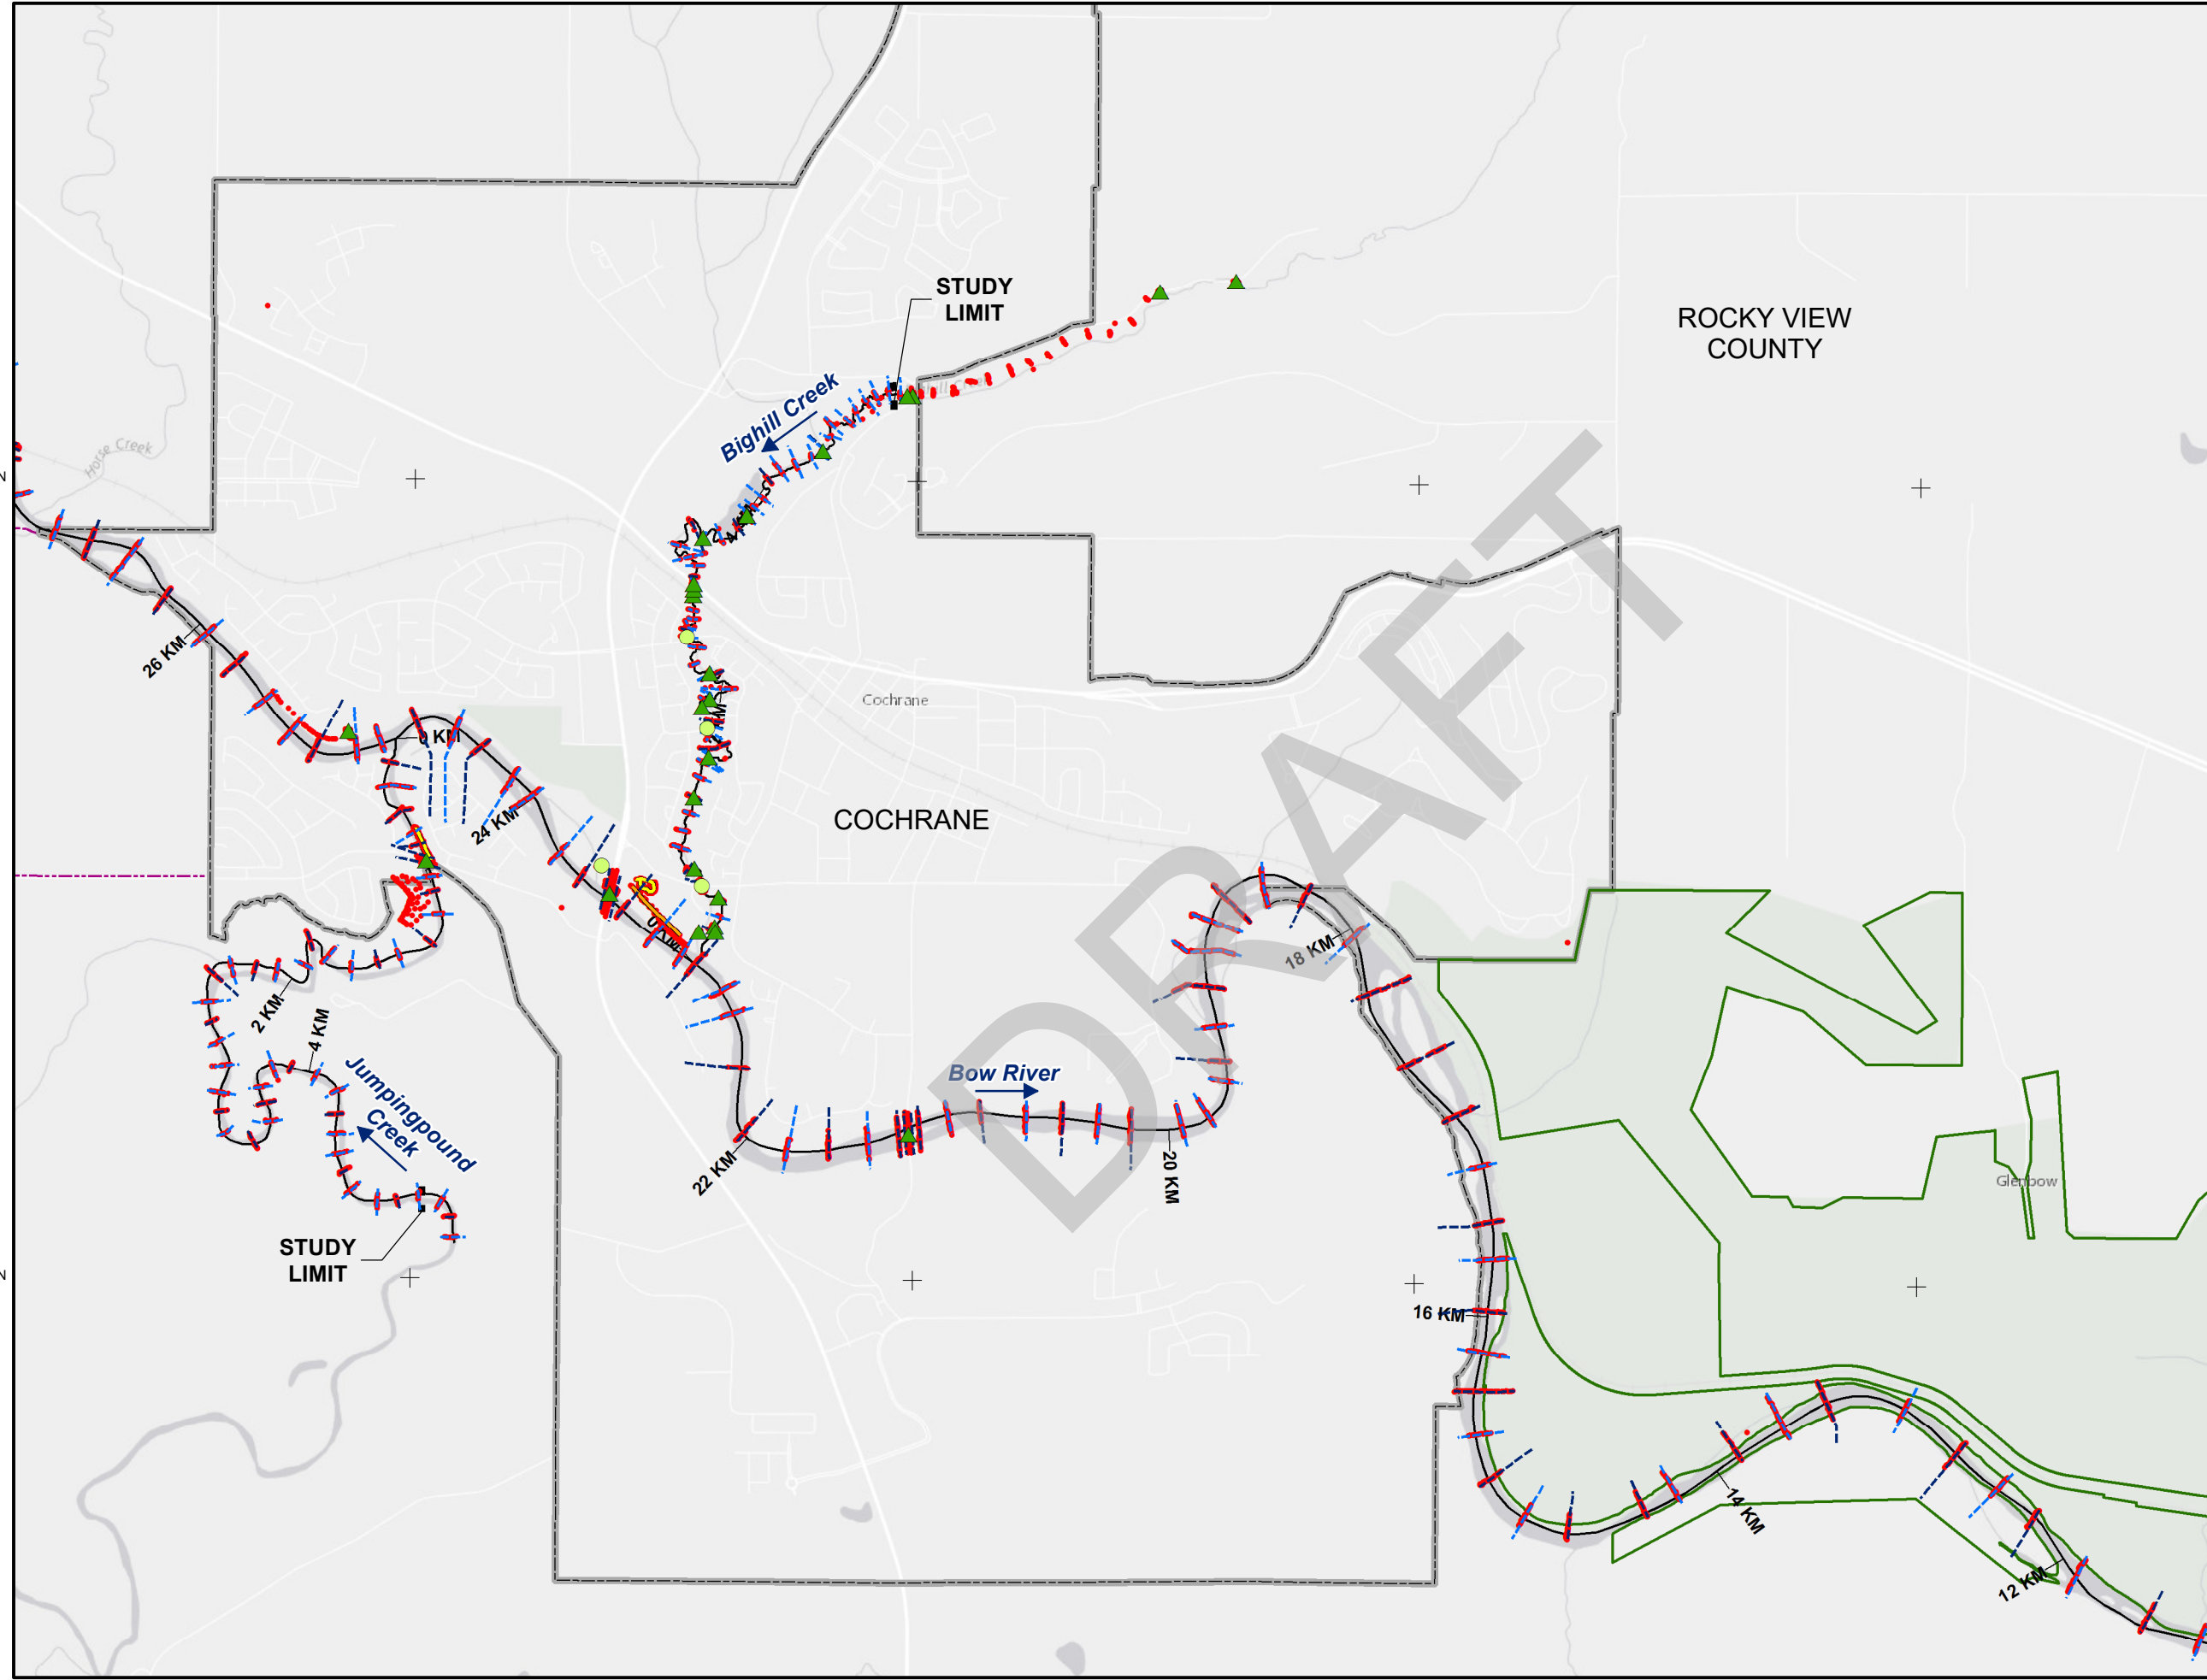 STUDY
LIMIT
ROCKY VIEW
COUNTY
Bighill Creek
Horse Creek
26 KM
Cochrane
0 KM
24 KM
COCHRANE
0 KM
18 KM
2 KM
4 KM
Jumpingpound
Creek
Bow River
22 KM
20 KM
Glenbow
STUDY
LIMIT
16 KM
14 KM
12 KM
DRAFT
N
N